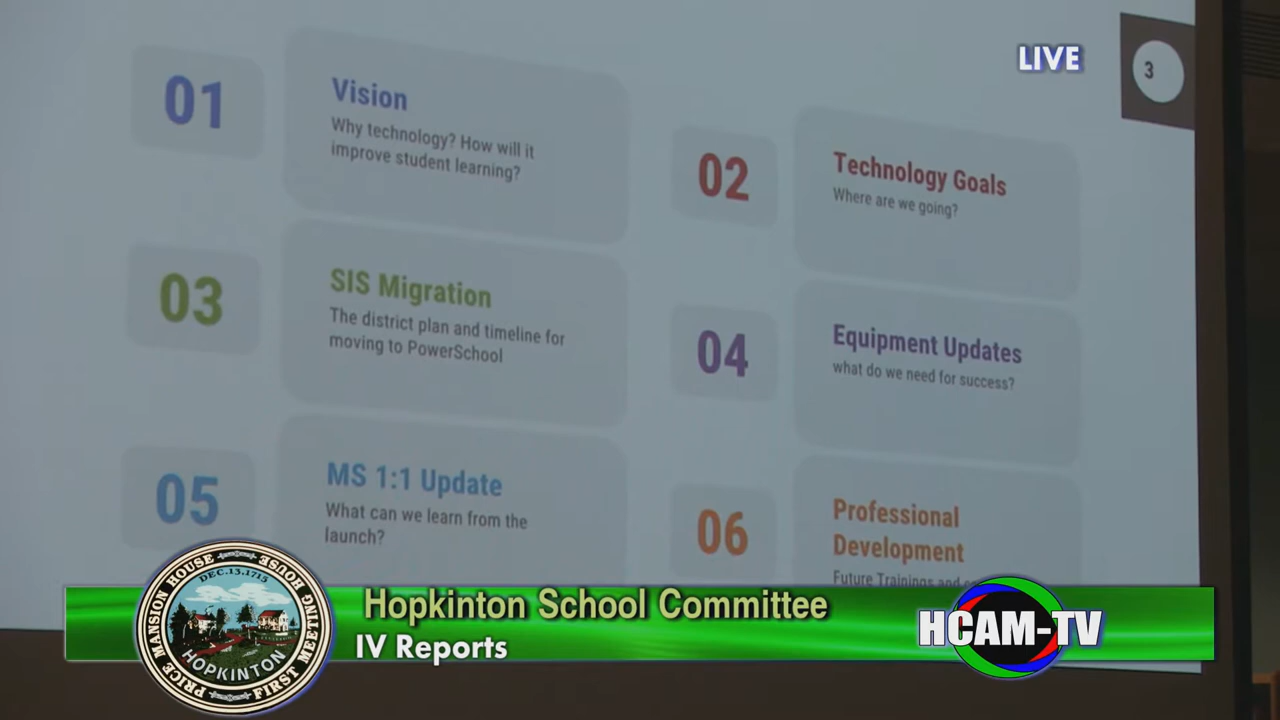 LIVE
3
01
Vision
Why technology? How will it
improve student learning?
02
Technology Goals
Where are we going?
03
SIS Migration
The district plan and timeline for
moving to PowerSchool
04
Equipment Updates
what do we need for success?
05
MS 1:1 Update
What can we learn from the
launch?
06
Professional
Development
Future Trainings and
Hopkinton School Committee
IV Reports
HCAM-TV
PRICE MANSION HOUSE
FIRST MEETING HOUSE
DEC.13.1715
HOPKINTON